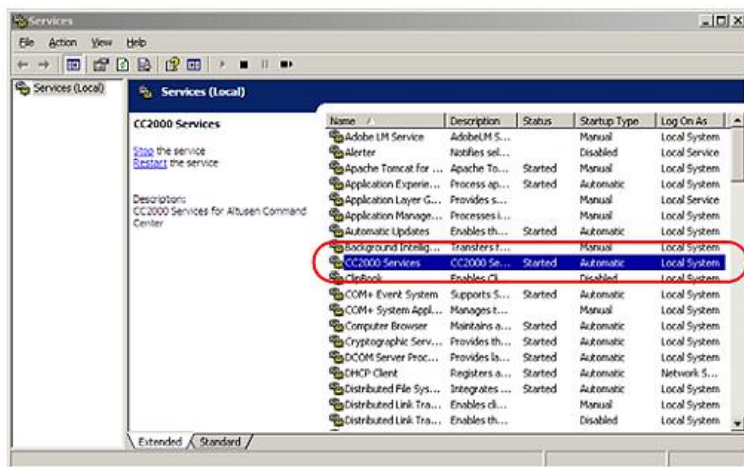 Services
File Action View Help
Services (Local)
Services (Local)
CC2000 Services
Stop the service
Restart the service
Description:
CC2000 Services for Altusen Command
Center
Name Description Status Startup Type Log On As
Adobe LM Service AdobeLM S... Manual Local System
Alerter Notifies sel... Disabled Local Service
Apache Tomcat for ... Apache To... Started Manual Local System
Application Experie... Process ap... Started Automatic Local System
Application Layer G... Provides s... Manual Local Service
Application Manage... Processes i... Manual Local System
Automatic Updates Enables th... Started Automatic Local System
Background Intellig... Transfers f... Manual Local System
CC2000 Services CC2000 Se... Started Automatic Local System
ClipBook Enables Cli... Disabled Local System
COM+ Event System Supports S... Started Automatic Local System
COM+ System Appl... Manages t... Manual Local System
Computer Browser Maintains a... Started Automatic Local System
Cryptographic Serv... Provides th... Started Automatic Local System
DCOM Server Proc... Provides la... Started Automatic Local System
DHCP Client Registers a... Started Automatic Network S...
Distributed File Sys... Integrates ... Started Automatic Local System
Distributed Link Tra... Enables cli... Manual Local System
Distributed Link Tra... Enables th... Disabled Local System
Extended Standard